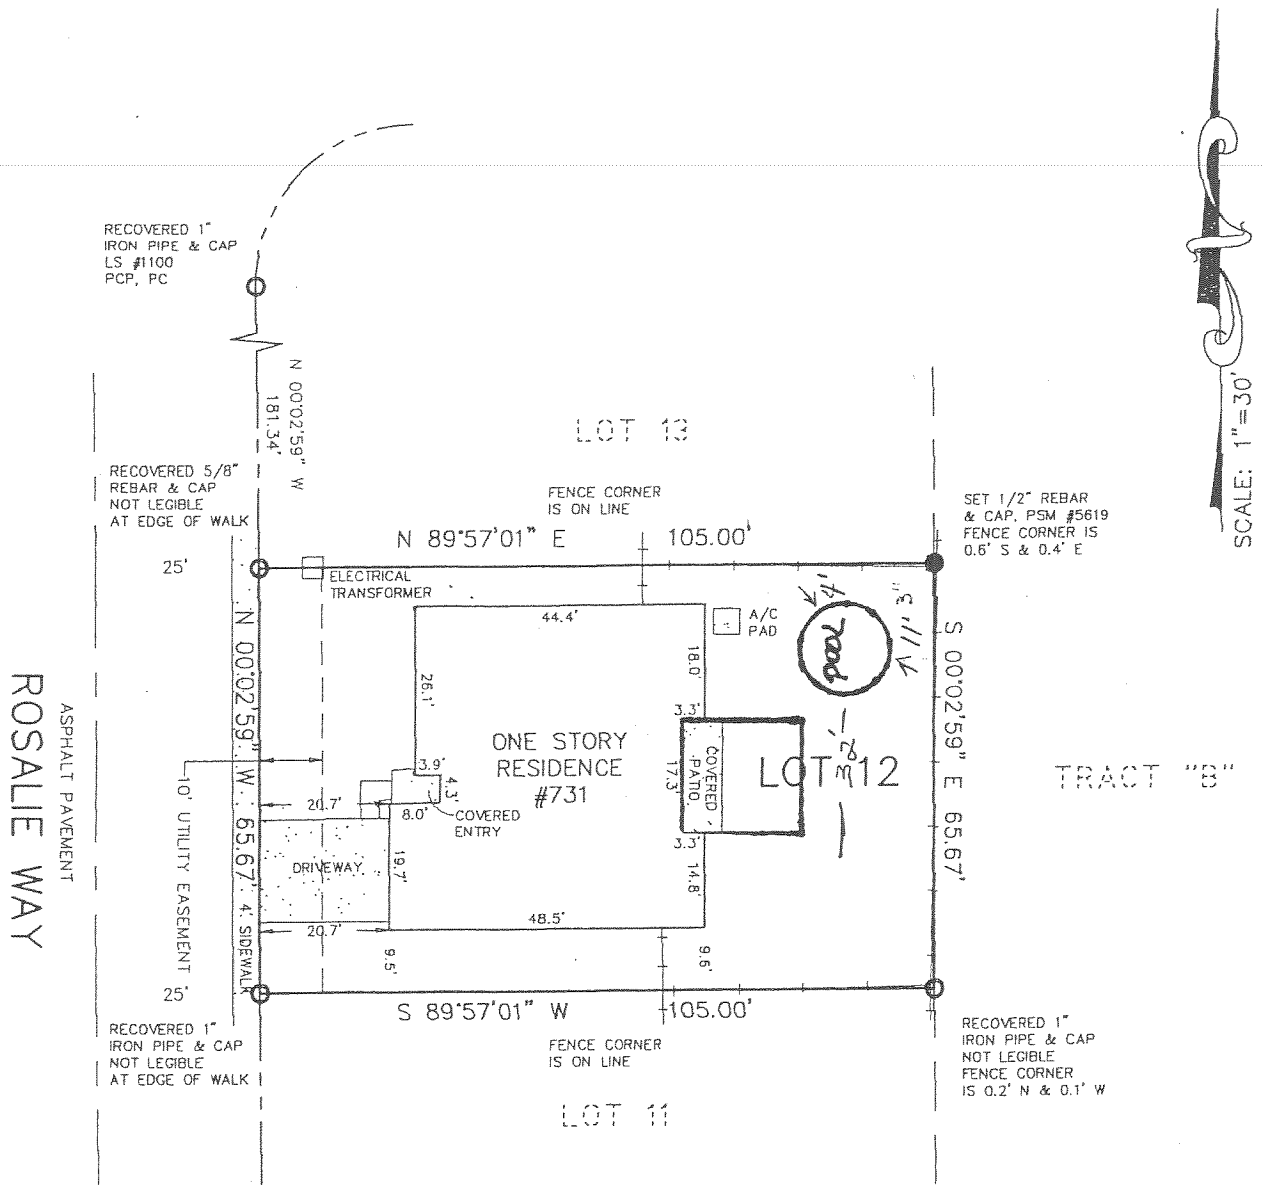 RECOVERED 1"
IRON PIPE & CAP
LS #1100
PCP, PC
N 00°02'59" W
181.34'
SCALE: 1"=30'
LOT 13
RECOVERED 5/8"
REBAR & CAP
NOT LEGIBLE
AT EDGE OF WALK
FENCE CORNER
IS ON LINE
SET 1/2" REBAR
& CAP, PSM #5619
FENCE CORNER IS
0.6' S & 0.4' E
N 89°57'01" E
105.00'
25'
ELECTRICAL
TRANSFORMER
44.4'
A/C
PAD
4'
11' 3"
18.0'
26.1'
3.3'
N 00°02'59" W
65.67'
S 00°02'59" E 65.67'
ASPHALT PAVEMENT
ROSALIE WAY
ONE STORY
RESIDENCE
#731
COVERED
PATIO
17.3'
LOT 12
32'
TRACT "B"
3.9'
4.3'
20.7'
8.0'
COVERED
ENTRY
10' UTILITY EASEMENT
DRIVEWAY
19.7'
3.3'
14.8'
48.5'
20.7'
4' SIDEWALK
9.5'
9.6'
25'
S 89°57'01" W
105.00'
RECOVERED 1"
IRON PIPE & CAP
NOT LEGIBLE
AT EDGE OF WALK
FENCE CORNER
IS ON LINE
RECOVERED 1"
IRON PIPE & CAP
NOT LEGIBLE
FENCE CORNER
IS 0.2' N & 0.1' W
LOT 11